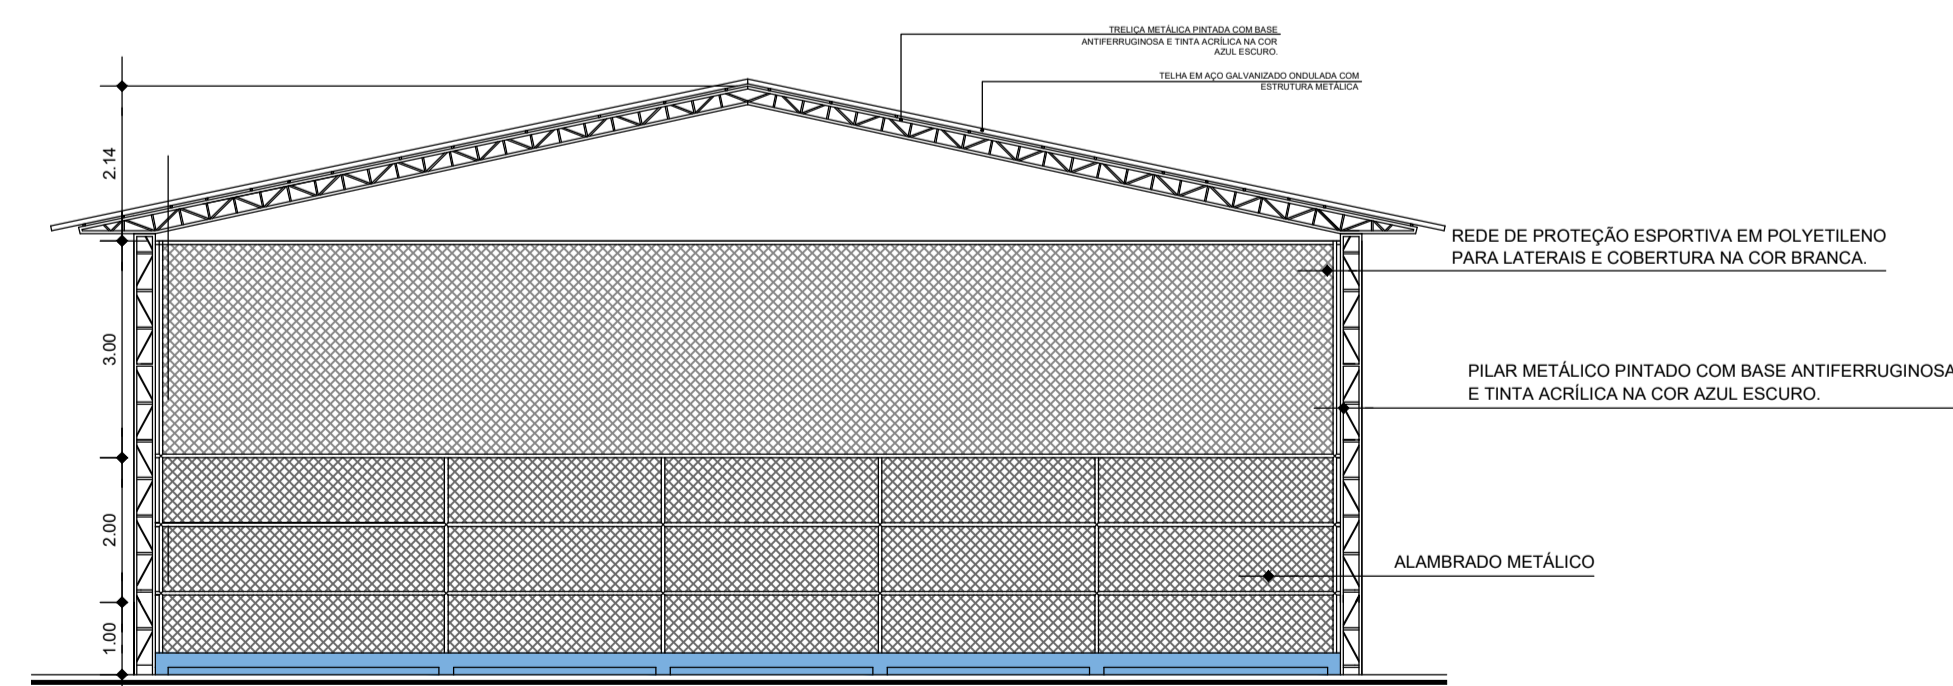 TRELIÇA METÁLICA PINTADA COM BASE
ANTIFERRUGINOSA E TINTA ACRÍLICA NA COR
AZUL ESCURO.
TELHA EM AÇO GALVANIZADO ONDULADA COM
ESTRUTURA METÁLICA
2.14
REDE DE PROTEÇÃO ESPORTIVA EM POLYETILENO
PARA LATERAIS E COBERTURA NA COR BRANCA.
3.00
PILAR METÁLICO PINTADO COM BASE ANTIFERRUGINOSA
E TINTA ACRÍLICA NA COR AZUL ESCURO.
2.00
ALAMBRADO METÁLICO
1.00